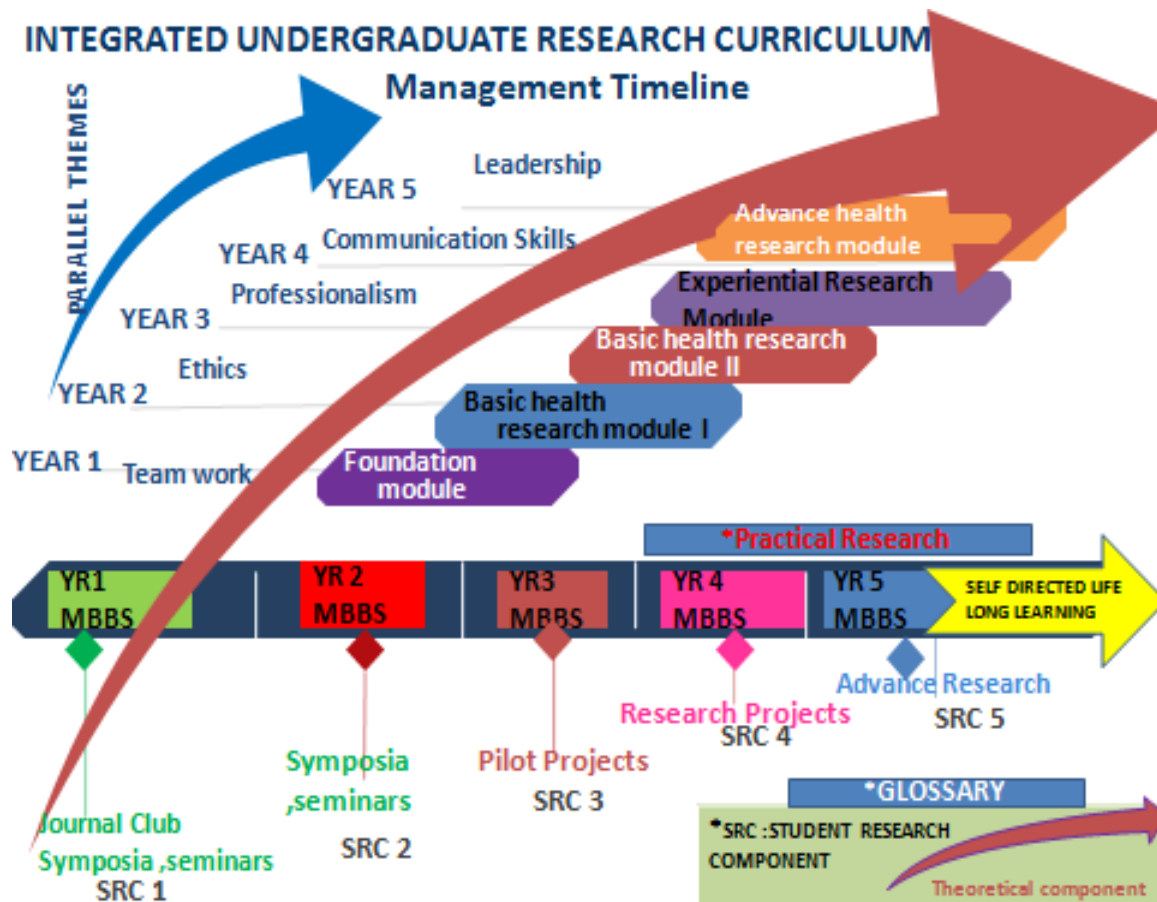 INTEGRATED UNDERGRADUATE RESEARCH CURRICULUM
Management Timeline
PARALLEL THEMES
YEAR 5
Leadership
Advance health
research module
YEAR 4
Communication Skills
Experiential Research
Module
YEAR 3
Professionalism
Basic health research
module II
YEAR 2
Ethics
Basic health
research module I
YEAR 1
Team work
Foundation
module
*Practical Research
YR1
MBBS
YR 2
MBBS
YR3
MBBS
YR 4
MBBS
YR 5
MBBS
SELF DIRECTED LIFE
LONG LEARNING
Journal Club
Symposia ,seminars
SRC 1
Symposia
,seminars
SRC 2
Pilot Projects
SRC 3
Research Projects
SRC 4
Advance Research
SRC 5
*GLOSSARY
*SRC :STUDENT RESEARCH
COMPONENT
Theoretical component